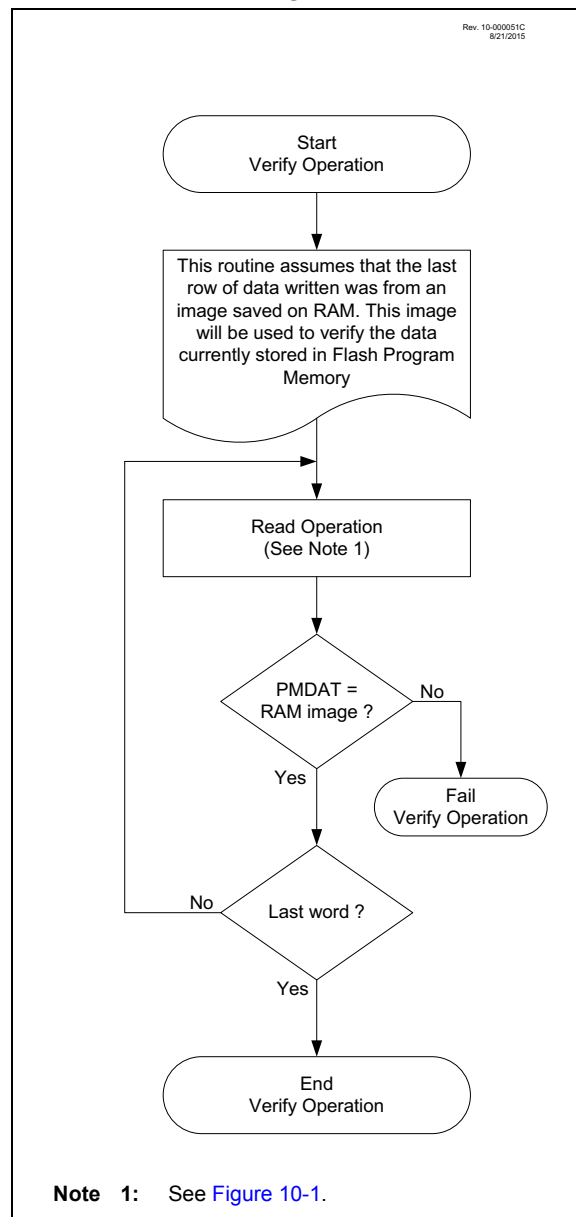 Rev. 10-000051C
8/21/2015
Start
Verify Operation
This routine assumes that the last
row of data written was from an
image saved on RAM. This image
will be used to verify the data
currently stored in Flash Program
Memory
Read Operation
(See Note 1)
PMDAT =
RAM image ?
No
Yes
Fail
Verify Operation
No
Last word ?
Yes
End
Verify Operation
Note 1: See Figure 10-1.